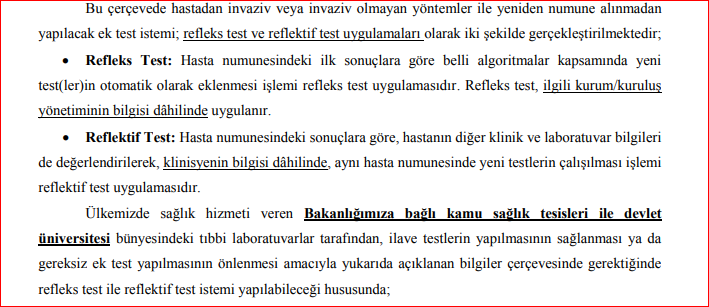 Bu çerçevede hastadan invaziv veya invaziv olmayan yöntemler ile yeniden numune alınmadan
yapılacak ek test istemi; refleks test ve reflektif test uygulamaları olarak iki şekilde gerçekleştirilmektedir;
• Refleks Test: Hasta numunesindeki ilk sonuçlara göre belli algoritmalar kapsamında yeni
test(ler)in otomatik olarak eklenmesi işlemi refleks test uygulamasıdır. Refleks test, ilgili kurum/kuruluş
yönetiminin bilgisi dâhilinde uygulanır.
• Reflektif Test: Hasta numunesindeki sonuçlara göre, hastanın diğer klinik ve laboratuvar bilgileri
de değerlendirilerek, klinisyenin bilgisi dâhilinde, aynı hasta numunesinde yeni testlerin çalışılması işlemi
reflektif test uygulamasıdır.
Ülkemizde sağlık hizmeti veren Bakanlığımıza bağlı kamu sağlık tesisleri ile devlet
üniversitesi bünyesindeki tıbbi laboratuvarlar tarafından, ilave testlerin yapılmasının sağlanması ya da
gereksiz ek test yapılmasının önlenmesi amacıyla yukarıda açıklanan bilgiler çerçevesinde gerektiğinde
refleks test ile reflektif test istemi yapılabileceği hususunda;